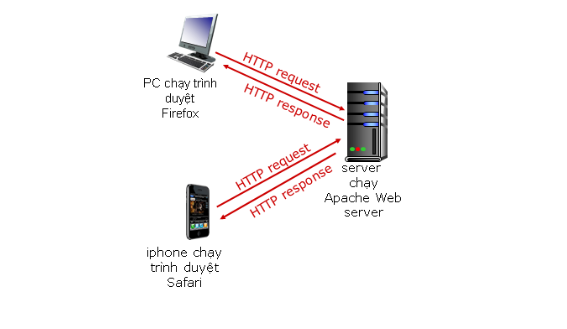 HTTP request
HTTP response
PC chạy trình
duyệt
Firefox
server
chạy
Apache Web
server
HTTP request
HTTP response
iphone chạy
trình duyệt
Safari